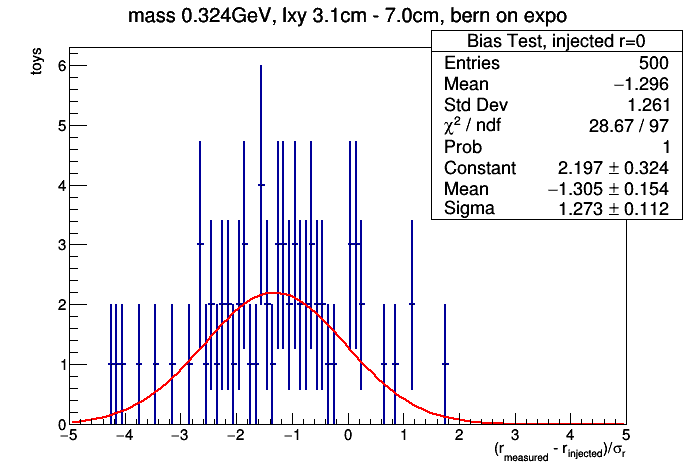 mass 0.324GeV, lxy 3.1cm - 7.0cm, bern on expo
toys
Bias Test, injected r=0
Entries 500
Mean −1.296
Std Dev 1.261
χ² / ndf 28.67 / 97
Prob 1
Constant 2.197 ± 0.324
Mean −1.305 ± 0.154
Sigma 1.273 ± 0.112
6
5
4
3
2
1
0
−5 −4 −3 −2 −1 0 1 2 3 4 5
(r_measured - r_injected)/σ_r